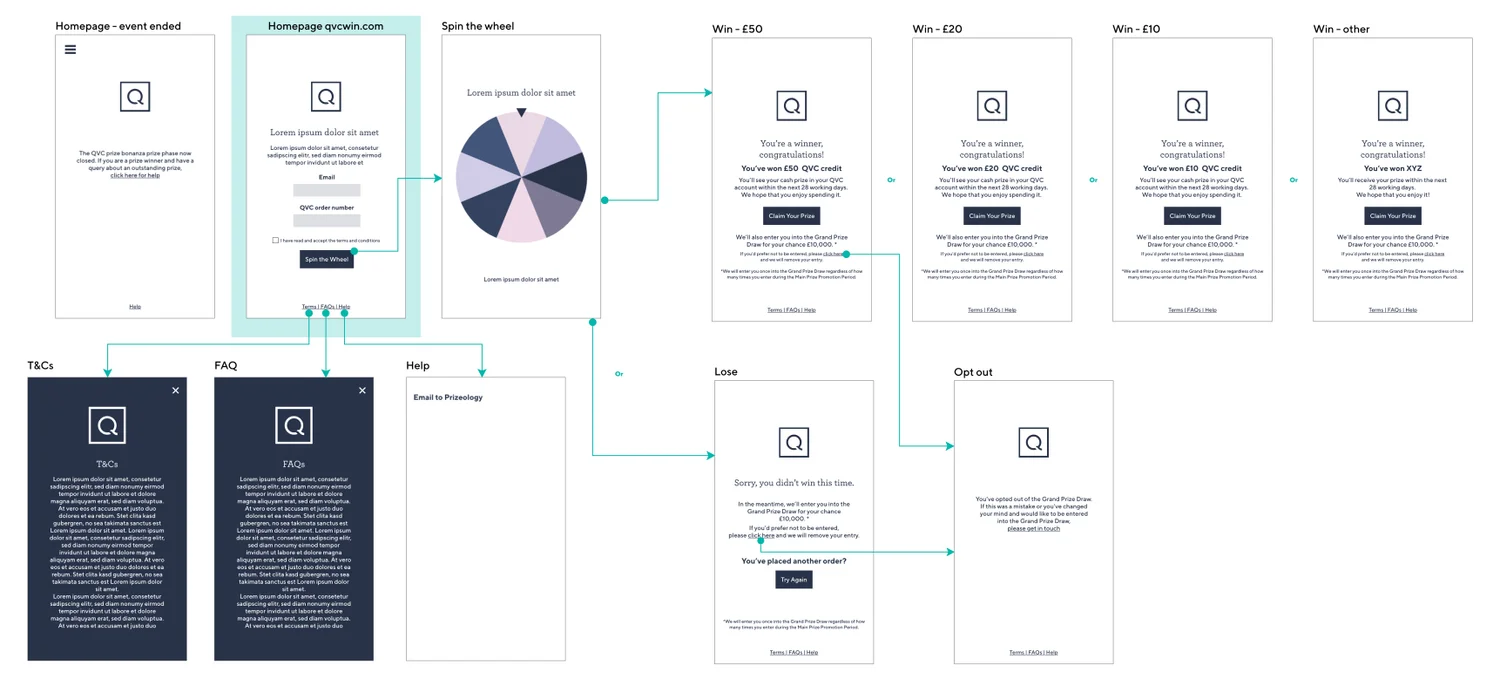 Homepage - event ended
Q
The QVC prize bonanza prize phase now
closed. If you are a prize winner and have a
query about an outstanding prize,
click here for help
Help
Homepage qvcwin.com
Q
Lorem ipsum dolor sit amet
Lorem ipsum dolor sit amet, consetetur
sadipscing elitr, sed diam nonumy eirmod
tempor invidunt ut labore et
Email
QVC order number
I have read and accept the terms and conditions
Spin the Wheel
Terms | FAQs | Help
Spin the wheel
Lorem ipsum dolor sit amet
Lorem ipsum dolor sit amet
Win - £50
Q
You're a winner,
congratulations!
You've won £50 QVC credit
You'll see your cash prize in your QVC
account within the next 28 working days.
We hope that you enjoy spending it.
Claim Your Prize
We'll also enter you into the Grand Prize
Draw for your chance £10,000. *
If you'd prefer not to be entered, please click here
and we will remove your entry.
*We will enter you once into the Grand Prize Draw regardless of how
many times you enter during the Main Prize Promotion Period.
Terms | FAQs | Help
Or
Win - £20
Q
You're a winner,
congratulations!
You've won £20 QVC credit
You'll see your cash prize in your QVC
account within the next 28 working days.
We hope that you enjoy spending it.
Claim Your Prize
We'll also enter you into the Grand Prize
Draw for your chance £10,000. *
If you'd prefer not to be entered, please click here
and we will remove your entry.
*We will enter you once into the Grand Prize Draw regardless of how
many times you enter during the Main Prize Promotion Period.
Terms | FAQs | Help
Or
Win - £10
Q
You're a winner,
congratulations!
You've won £10 QVC credit
You'll see your cash prize in your QVC
account within the next 28 working days.
We hope that you enjoy spending it.
Claim Your Prize
We'll also enter you into the Grand Prize
Draw for your chance £10,000. *
If you'd prefer not to be entered, please click here
and we will remove your entry.
*We will enter you once into the Grand Prize Draw regardless of how
many times you enter during the Main Prize Promotion Period.
Terms | FAQs | Help
Or
Win - other
Q
You're a winner,
congratulations!
You've won XYZ
You'll receive your prize within the next
28 working days.
We hope that you enjoy it!
Claim Your Prize
We'll also enter you into the Grand Prize
Draw for your chance £10,000. *
If you'd prefer not to be entered, please click here
and we will remove your entry.
*We will enter you once into the Grand Prize Draw regardless of how
many times you enter during the Main Prize Promotion Period.
Terms | FAQs | Help
T&Cs
Q
T&Cs
Lorem ipsum dolor sit amet, consetetur
sadipscing elitr, sed diam nonumy eirmod
tempor invidunt ut labore et dolore
magna aliquyam erat, sed diam voluptua.
At vero eos et accusam et justo duo
dolores et ea rebum. Stet clita kasd
gubergren, no sea takimata sanctus est
Lorem ipsum dolor sit amet. Lorem ipsum
dolor sit amet, consetetur sadipscing
elitr, sed diam nonumy eirmod tempor
invidunt ut labore et dolore magna
aliquyam erat, sed diam voluptua. At vero
eos et accusam et justo duo dolores et ea
rebum. Stet clita kasd gubergren, no sea
takimata sanctus est Lorem ipsum dolor
sit amet.
Lorem ipsum dolor sit amet, consetetur
sadipscing elitr, sed diam nonumy eirmod
tempor invidunt ut labore et dolore
magna aliquyam erat, sed diam voluptua.
At vero eos et accusam et justo duo
FAQ
Q
FAQs
Lorem ipsum dolor sit amet, consetetur
sadipscing elitr, sed diam nonumy eirmod
tempor invidunt ut labore et dolore
magna aliquyam erat, sed diam voluptua.
At vero eos et accusam et justo duo
dolores et ea rebum. Stet clita kasd
gubergren, no sea takimata sanctus est
Lorem ipsum dolor sit amet. Lorem ipsum
dolor sit amet, consetetur sadipscing
elitr, sed diam nonumy eirmod tempor
invidunt ut labore et dolore magna
aliquyam erat, sed diam voluptua. At vero
eos et accusam et justo duo dolores et ea
rebum. Stet clita kasd gubergren, no sea
takimata sanctus est Lorem ipsum dolor
sit amet.
Lorem ipsum dolor sit amet, consetetur
sadipscing elitr, sed diam nonumy eirmod
tempor invidunt ut labore et dolore
magna aliquyam erat, sed diam voluptua.
At vero eos et accusam et justo duo
Help
Email to Prizeology
Or
Lose
Q
Sorry, you didn't win this time.
In the meantime, we'll enter you into the
Grand Prize Draw for your chance
£10,000. *
If you'd prefer not to be entered,
please click here and we will remove your entry.
You've placed another order?
Try Again
*We will enter you once into the Grand Prize Draw regardless of how
many times you enter during the Main Prize Promotion Period.
Terms | FAQs | Help
Opt out
Q
You've opted out of the Grand Prize Draw.
If this was a mistake or you've changed
your mind and would like to be entered
into the Grand Prize Draw,
please get in touch
Terms | FAQs | Help